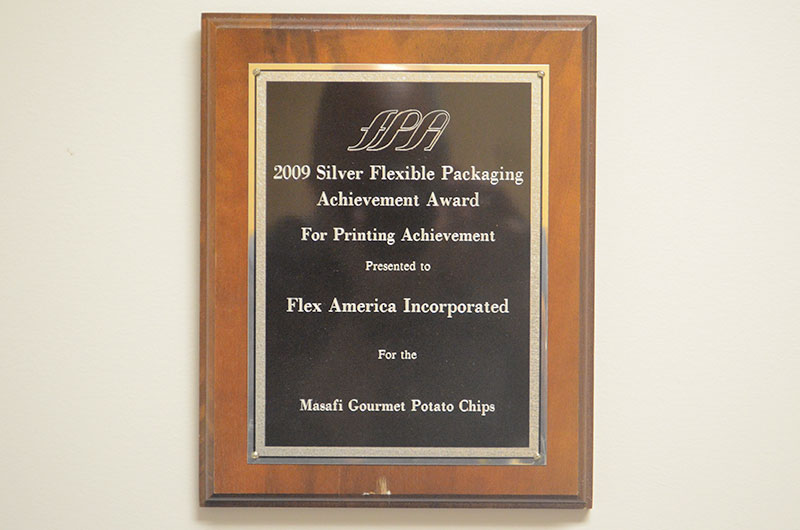 FPA
2009 Silver Flexible Packaging
Achievement Award
For Printing Achievement
Presented to
Flex America Incorporated
For the
Masafi Gourmet Potato Chips